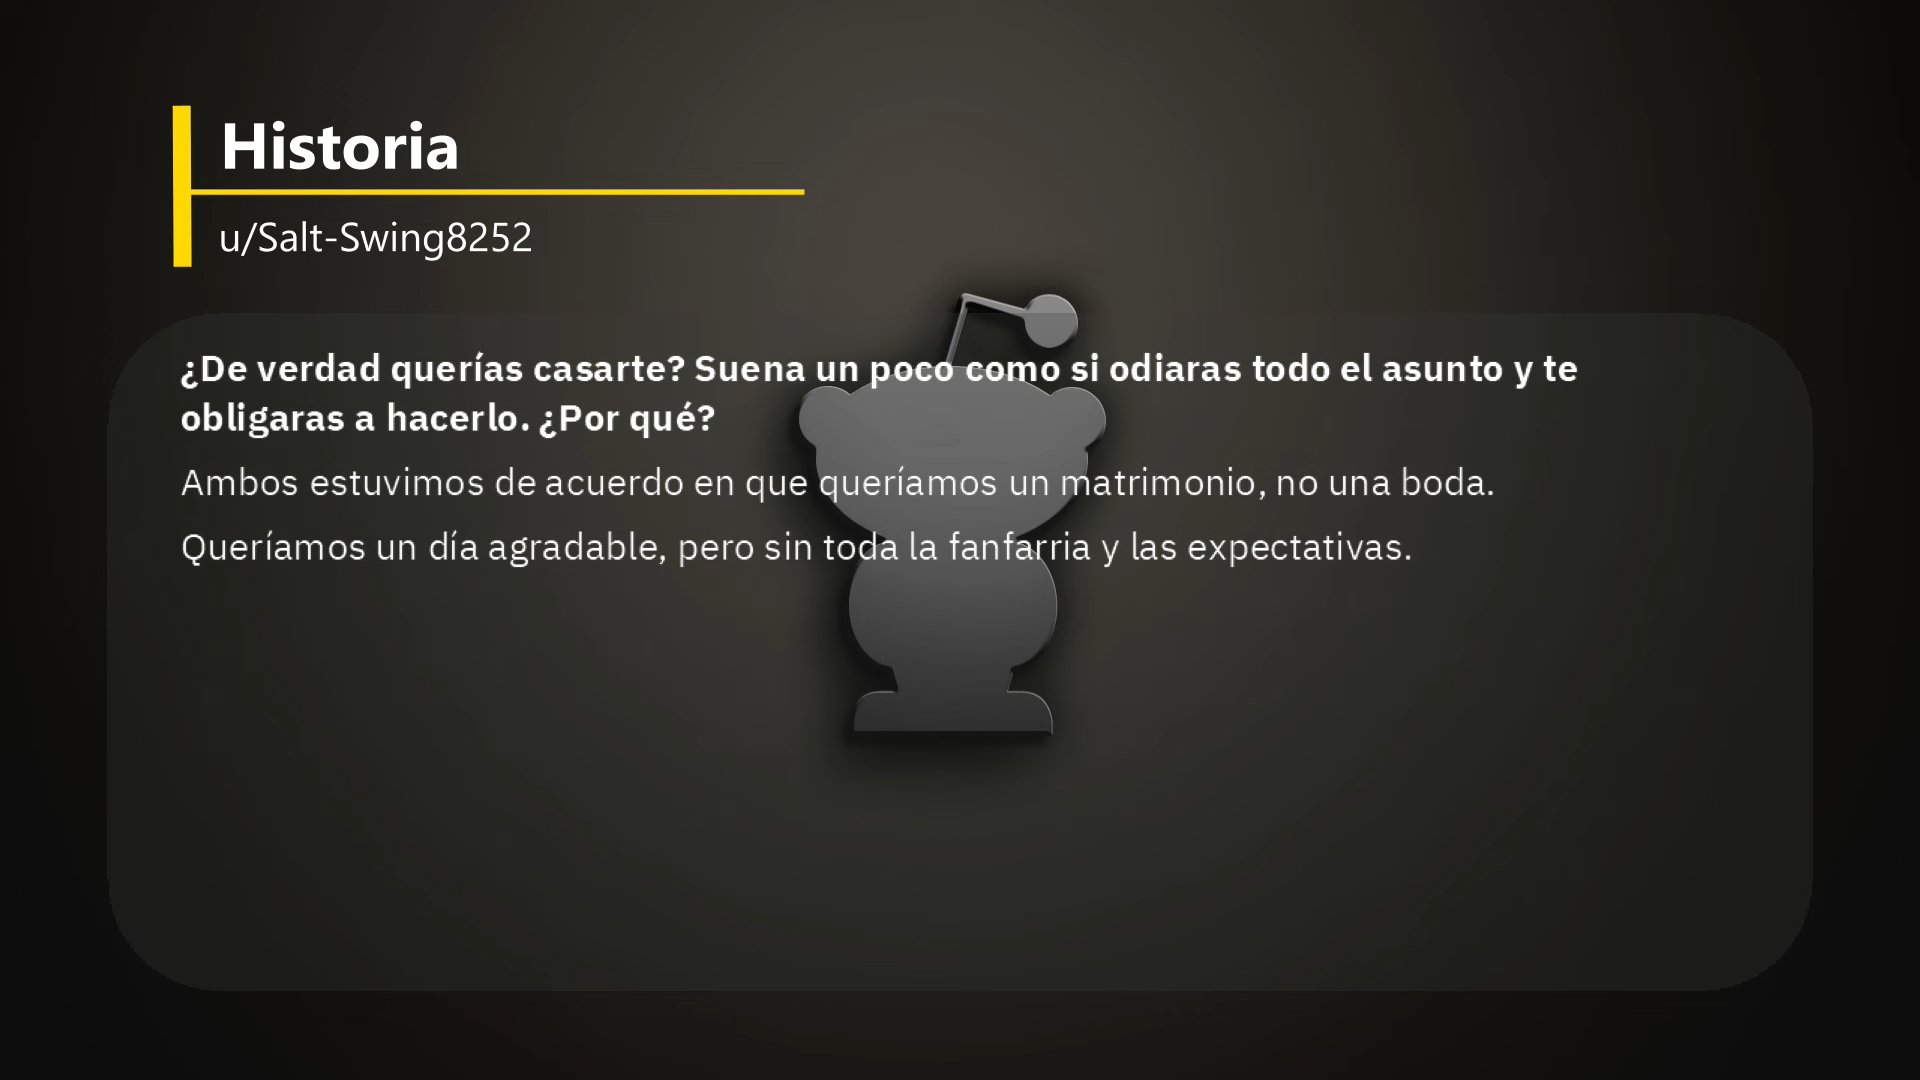 Historia
u/Salt-Swing8252
¿De verdad querías casarte? Suena un poco como si odiaras todo el asunto y te
obligaras a hacerlo. ¿Por qué?
Ambos estuvimos de acuerdo en que queríamos un matrimonio, no una boda.
Queríamos un día agradable, pero sin toda la fanfarria y las expectativas.